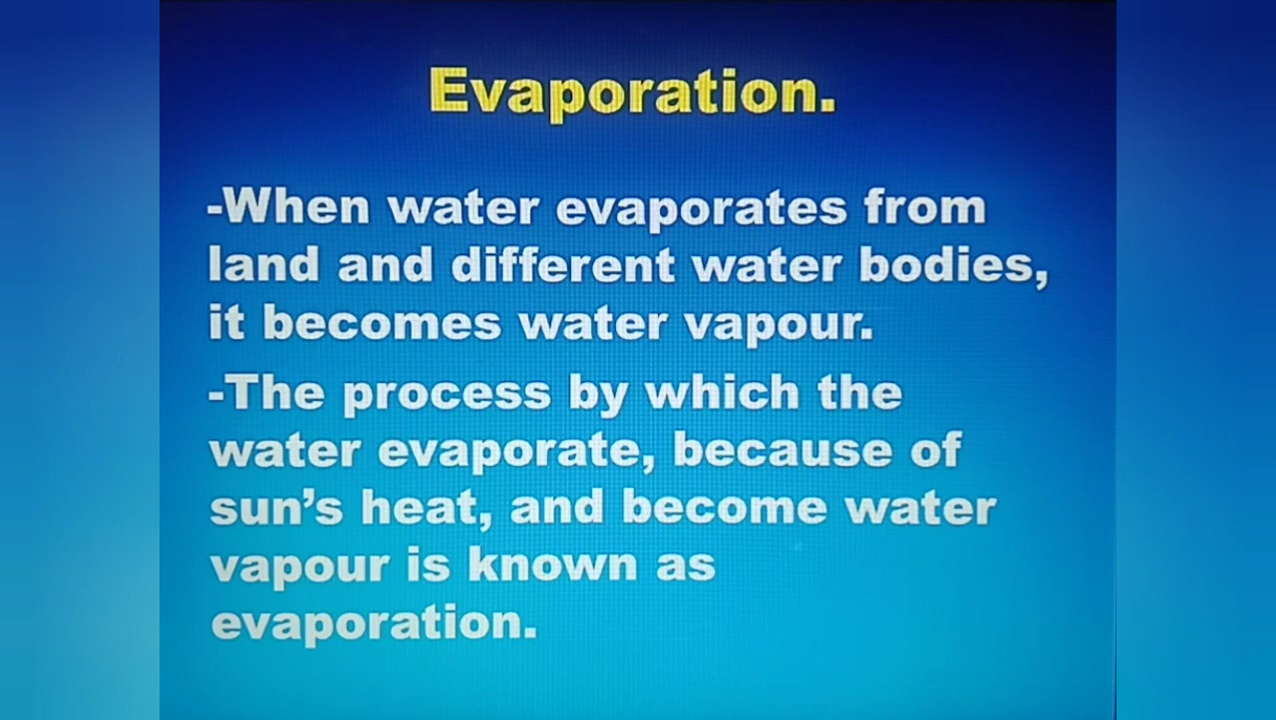 Evaporation.
-When water evaporates from
land and different water bodies,
it becomes water vapour.
-The process by which the
water evaporate, because of
sun’s heat, and become water
vapour is known as
evaporation.